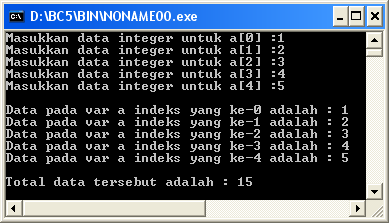 D:\BC5\BIN\NONAME00.exe
Masukkan data integer untuk a[0] :1
Masukkan data integer untuk a[1] :2
Masukkan data integer untuk a[2] :3
Masukkan data integer untuk a[3] :4
Masukkan data integer untuk a[4] :5
Data pada var a indeks yang ke-0 adalah : 1
Data pada var a indeks yang ke-1 adalah : 2
Data pada var a indeks yang ke-2 adalah : 3
Data pada var a indeks yang ke-3 adalah : 4
Data pada var a indeks yang ke-4 adalah : 5
Total data tersebut adalah : 15